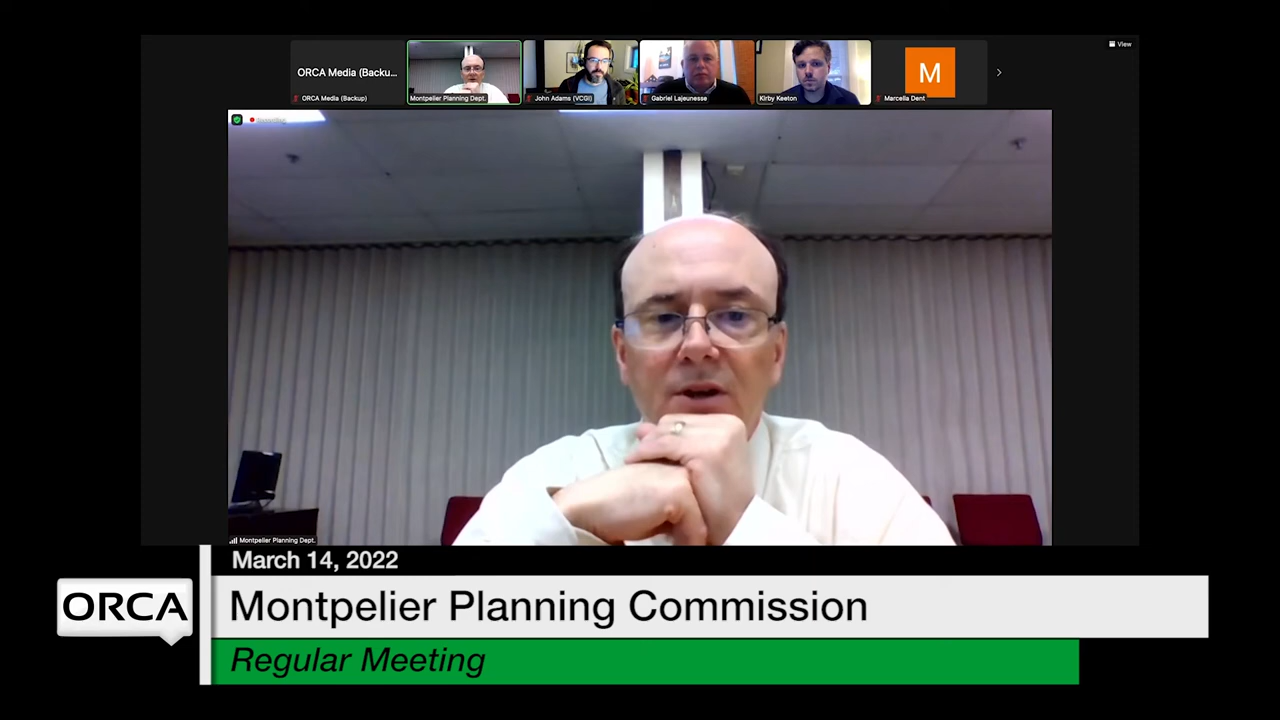 View
ORCA Media (Backu...
M
ORCA Media (Backup)
Montpelier Planning Dept.
John Adams (VCGI)
Gabriel Lajeunesse
Kirby Keeton
Marcella Dent
Recording
Montpelier Planning Dept.
March 14, 2022
ORCA
Montpelier Planning Commission
Regular Meeting